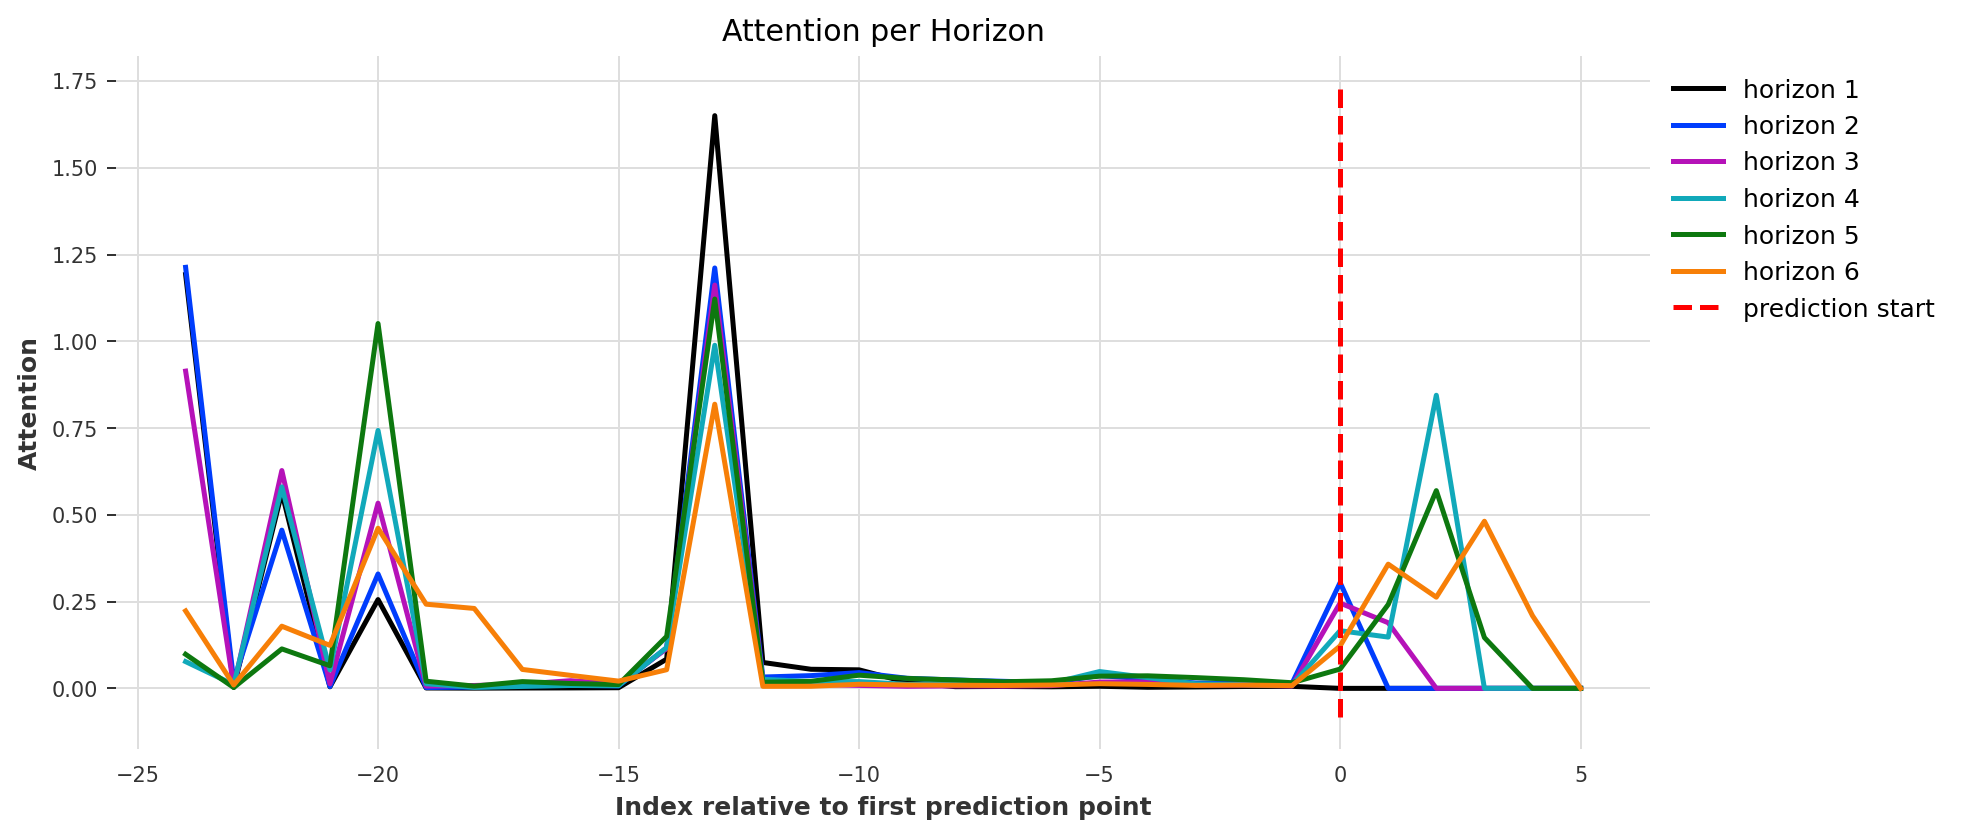 Attention per Horizon
1.75
1.50
1.25
1.00
0.75
0.50
0.25
0.00
Attention
−25
−20
−15
−10
−5
0
5
Index relative to first prediction point
horizon 1
horizon 2
horizon 3
horizon 4
horizon 5
horizon 6
prediction start